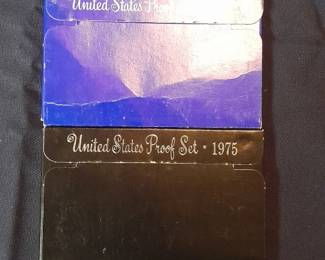 United States Proof
United States Proof Set · 1975